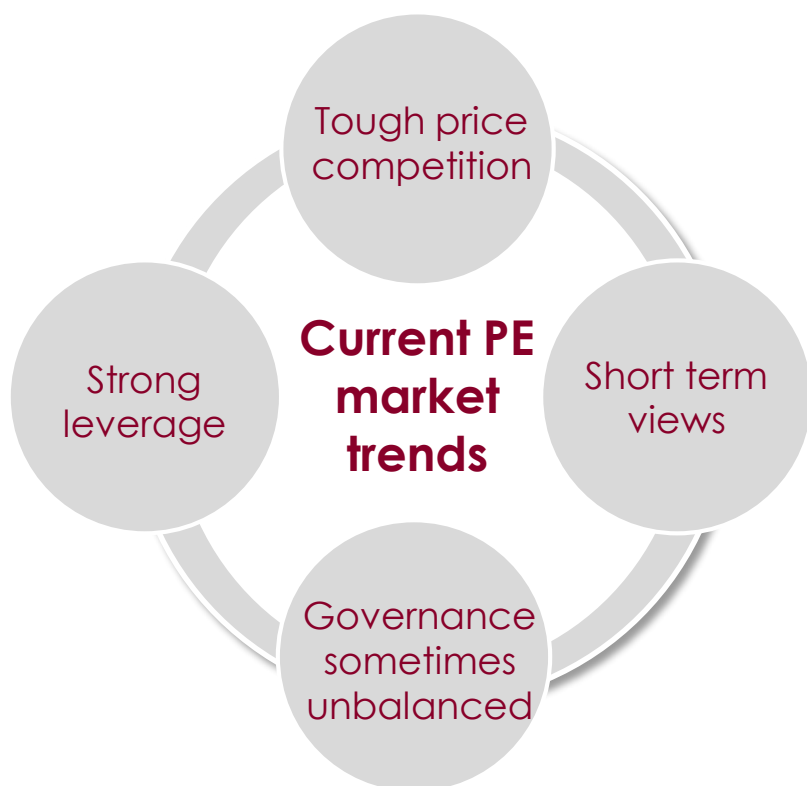 Tough price
competition
Strong
leverage
Current PE
market
trends
Short term
views
Governance
sometimes
unbalanced